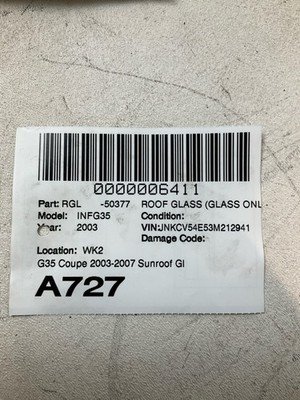 0000006411
Part: RGL -50377 ROOF GLASS (GLASS ONL
Model: INFG35 Condition:
Year: 2003 VIN:JNKCV54E53M212941
Damage Code:
Location: WK2
G35 Coupe 2003-2007 Sunroof Gl
A727